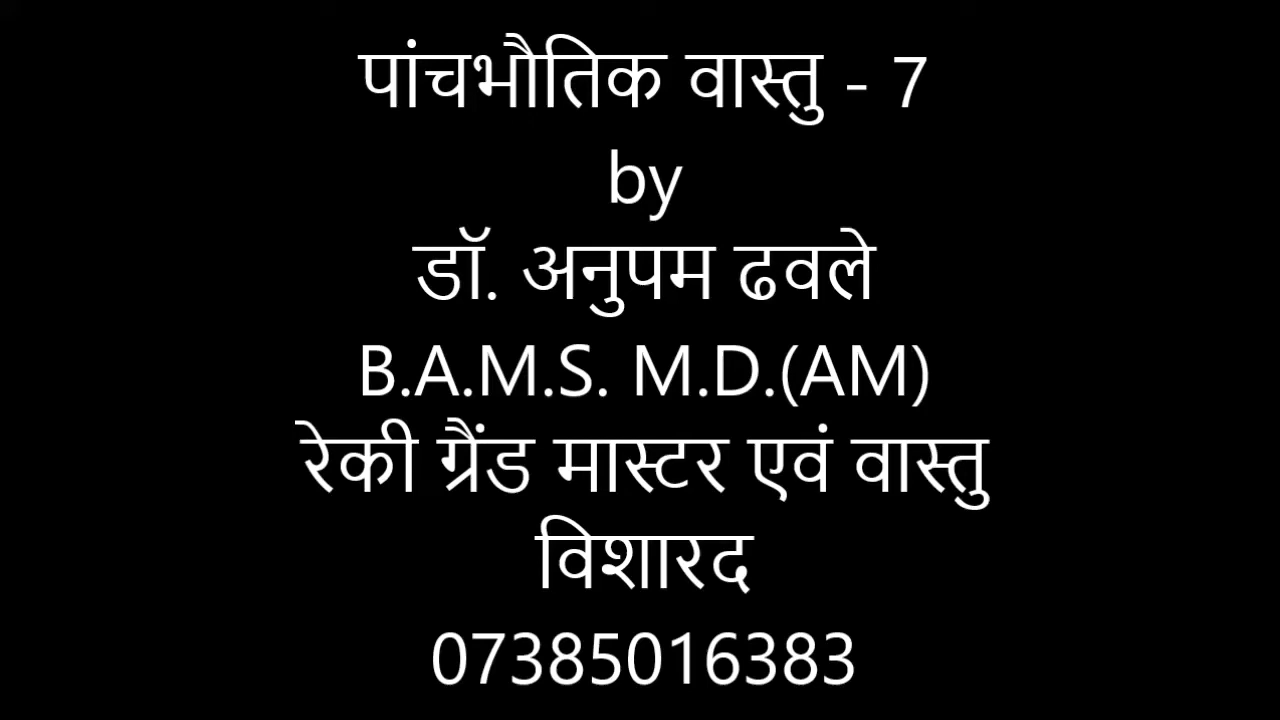 पांचभौतिक वास्तु - 7
by
डॉ. अनुपम ढवले
B.A.M.S. M.D.(AM)
रेकी ग्रैंड मास्टर एवं वास्तु
विशारद
07385016383